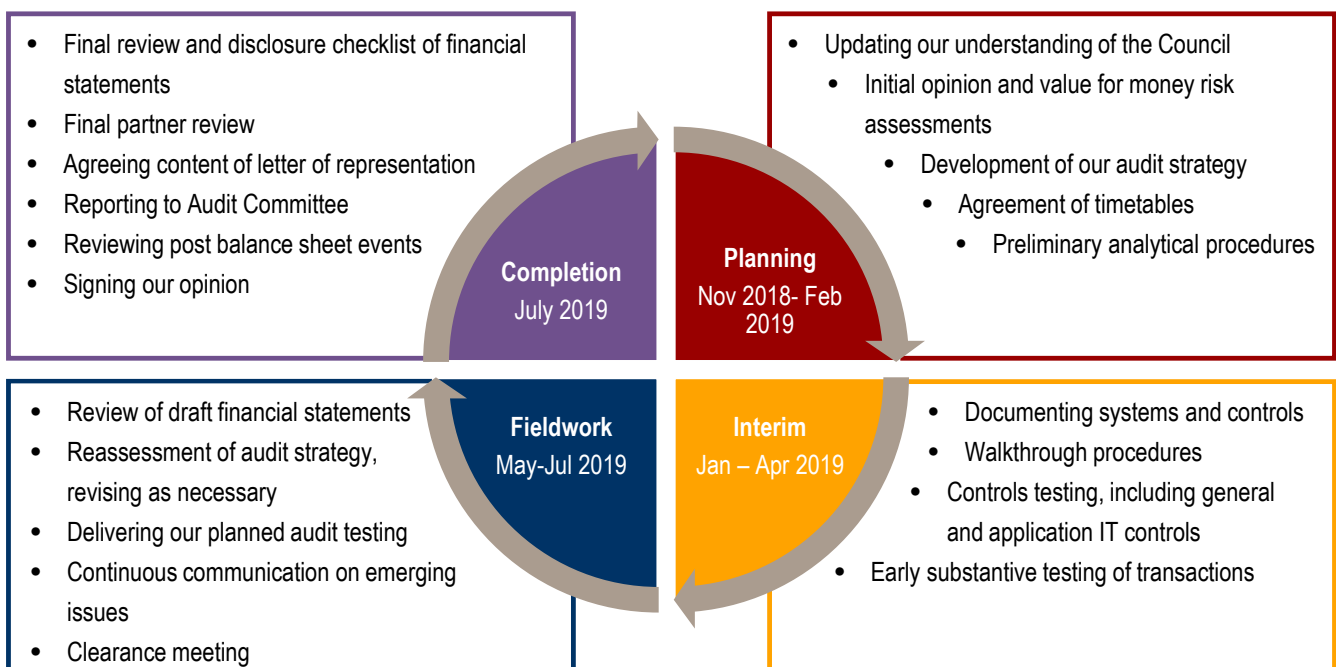 • Final review and disclosure checklist of financial
statements
• Final partner review
• Agreeing content of letter of representation
• Reporting to Audit Committee
• Reviewing post balance sheet events
• Signing our opinion
Completion
July 2019
• Updating our understanding of the Council
• Initial opinion and value for money risk
assessments
• Development of our audit strategy
• Agreement of timetables
• Preliminary analytical procedures
Planning
Nov 2018- Feb
2019
• Review of draft financial statements
• Reassessment of audit strategy,
revising as necessary
• Delivering our planned audit testing
• Continuous communication on emerging
issues
• Clearance meeting
Fieldwork
May-Jul 2019
Interim
Jan – Apr 2019
• Documenting systems and controls
• Walkthrough procedures
• Controls testing, including general
and application IT controls
• Early substantive testing of transactions